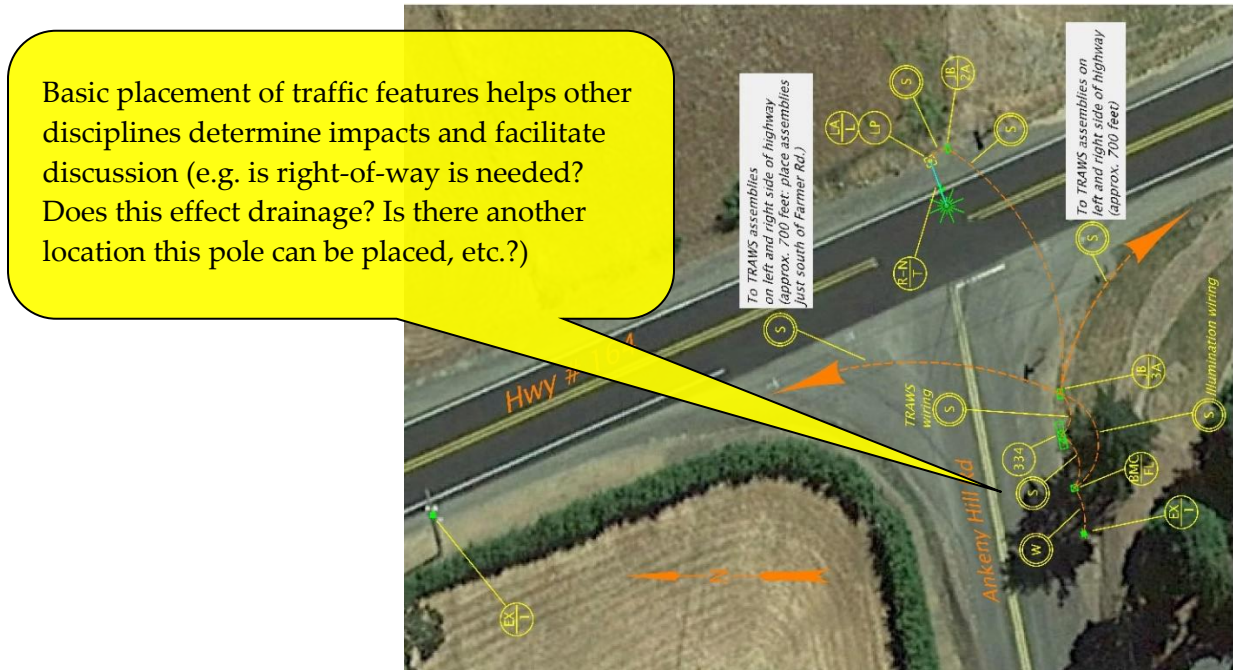 Basic placement of traffic features helps other
disciplines determine impacts and facilitate
discussion (e.g. is right-of-way is needed?
Does this effect drainage? Is there another
location this pole can be placed, etc.?)
To TRAWS assemblies
on left and right side of highway
(approx. 700 feet: place assemblies
just south of Farmer Rd.)
To TRAWS assemblies on
left and right side of highway
(approx. 700 feet)
LA
1
LP
S
JB
2A
S
R-N
T
S
S
Hwy # 164
TRAWS
wiring
S
334
S
JB
3A
S
Illumination wiring
BMC
FL
W
EX
1
Ankeny Hill Rd
N
EX
1